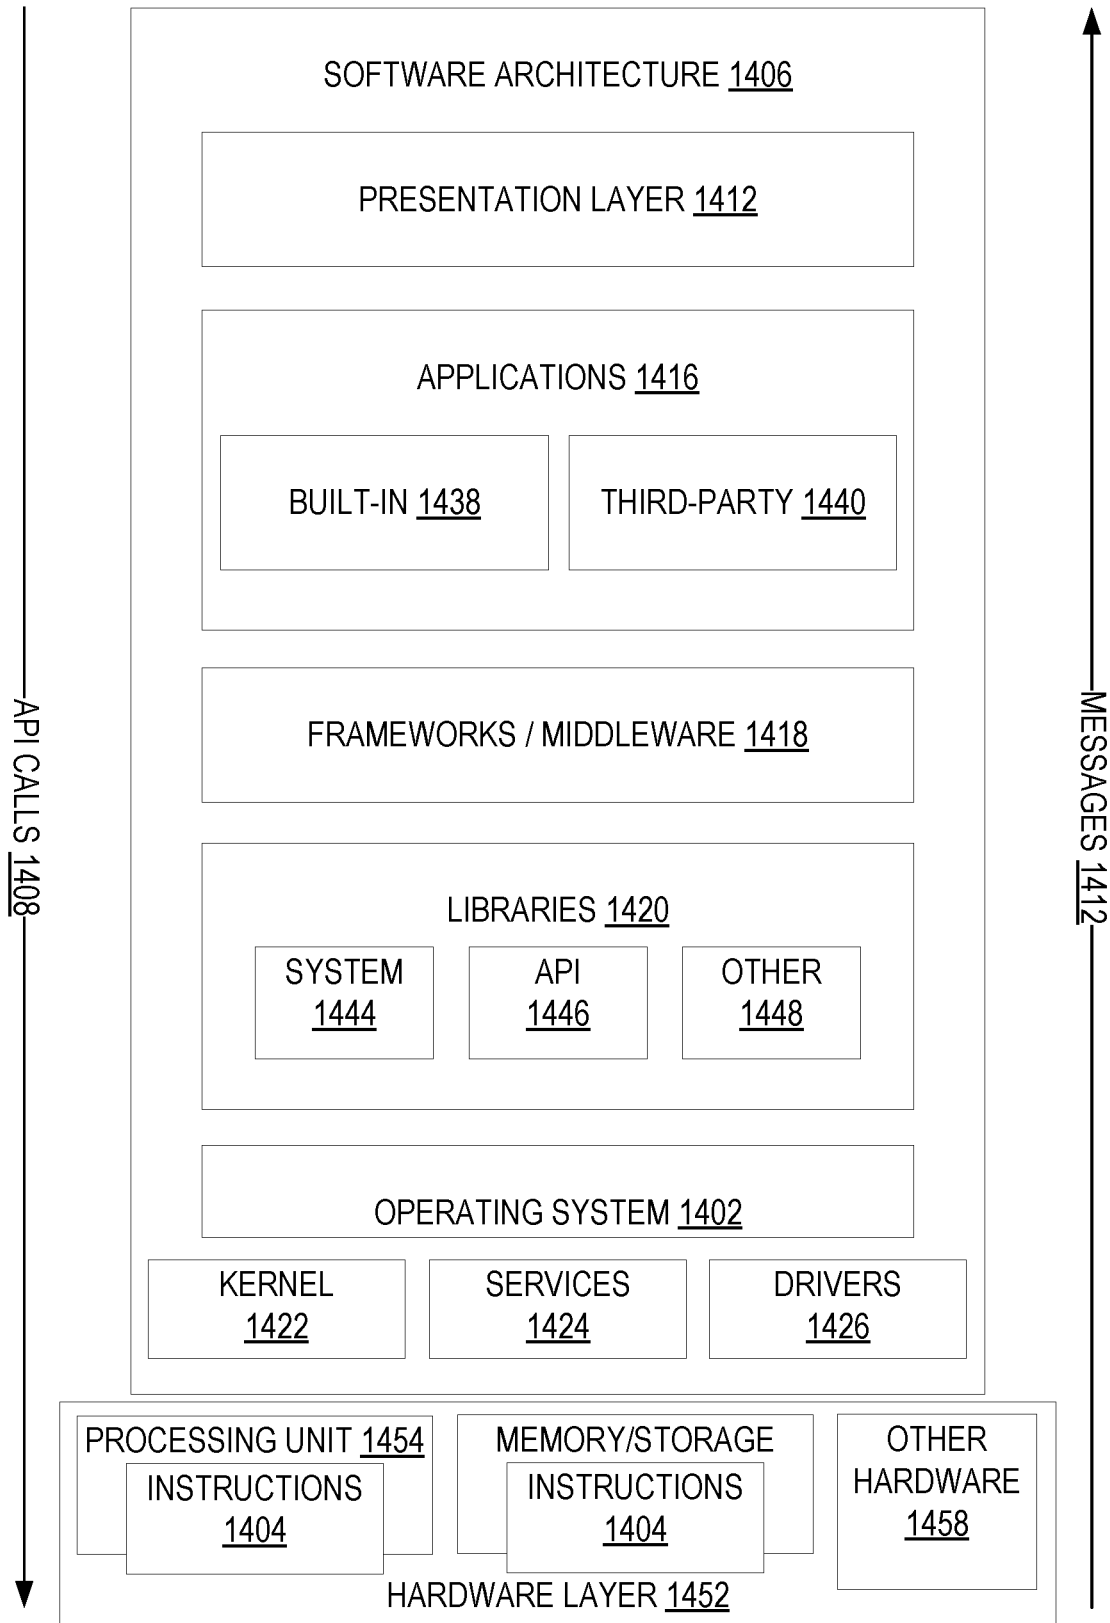 SOFTWARE ARCHITECTURE 1406
PRESENTATION LAYER 1412
APPLICATIONS 1416
BUILT-IN 1438
THIRD-PARTY 1440
FRAMEWORKS / MIDDLEWARE 1418
API CALLS 1408
MESSAGES 1412
LIBRARIES 1420
SYSTEM
1444
API
1446
OTHER
1448
OPERATING SYSTEM 1402
KERNEL
1422
SERVICES
1424
DRIVERS
1426
PROCESSING UNIT 1454
INSTRUCTIONS
1404
MEMORY/STORAGE
INSTRUCTIONS
1404
OTHER
HARDWARE
1458
HARDWARE LAYER 1452